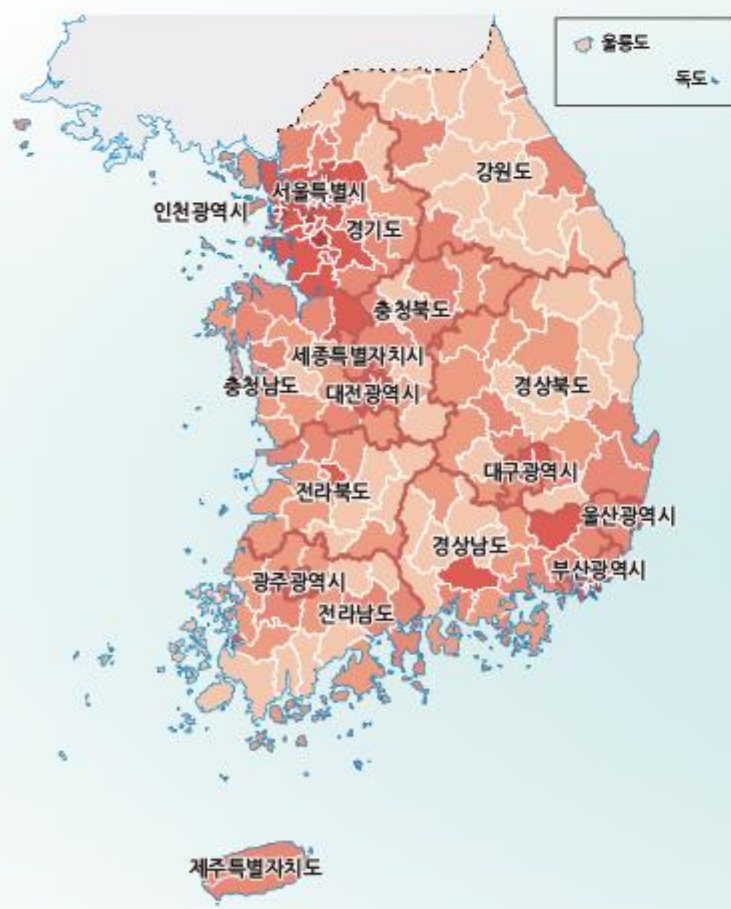 울릉도
독도
강원도
서울특별시
인천광역시
경기도
충청북도
세종특별자치시
충청남도
대전광역시
경상북도
대구광역시
전라북도
울산광역시
경상남도
부산광역시
광주광역시
전라남도
제주특별자치도